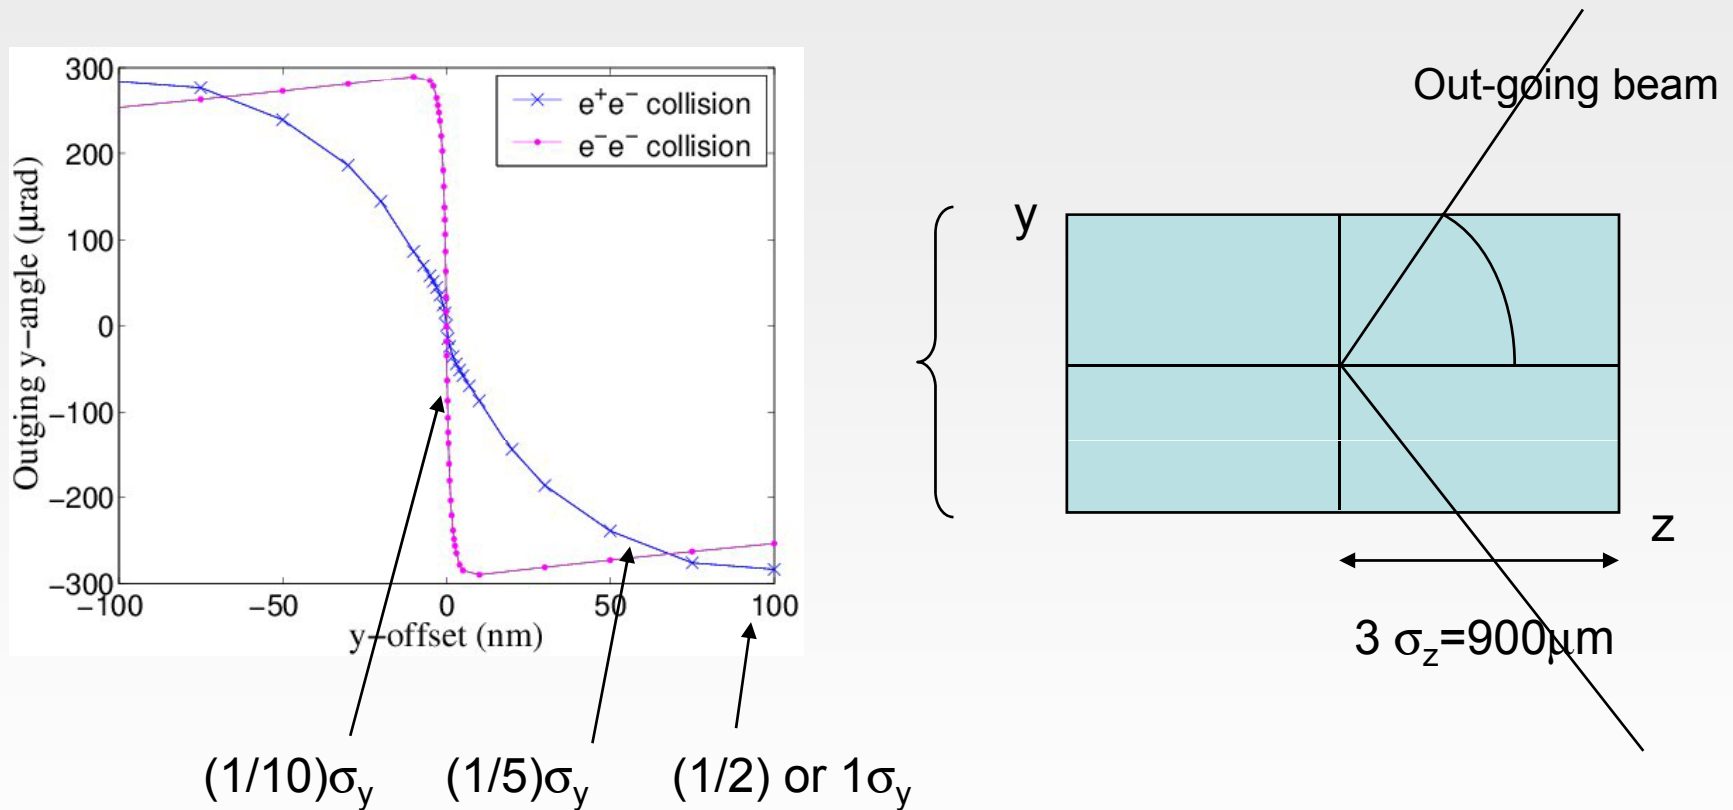 Out-going beam
300
200
100
0
−100
−200
−300
Outging y−angle (μrad)
e⁺e⁻ collision
e⁻e⁻ collision
−100
−50
0
50
100
y−offset (nm)
y
z
3 σz=900μm
(1/10)σy
(1/5)σy
(1/2) or 1σy